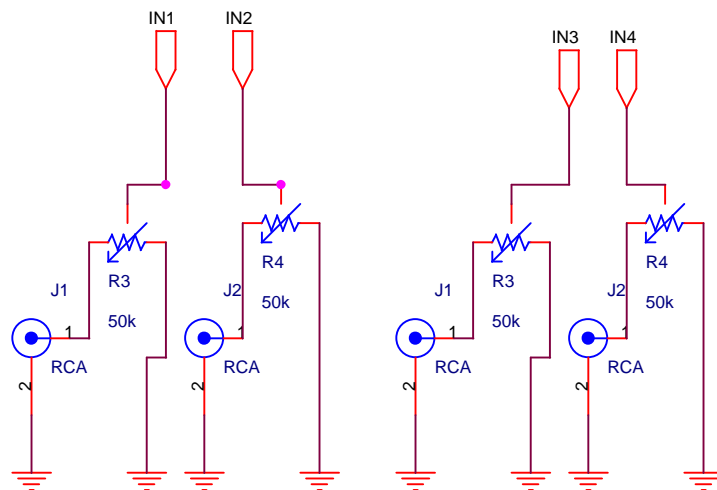 IN1 IN2
IN3 IN4
R4 R4
R3 R3
J1 J2 J1 J2
50k 50k
50k 50k
1 1 1 1
RCA RCA RCA RCA
2 2 2 2